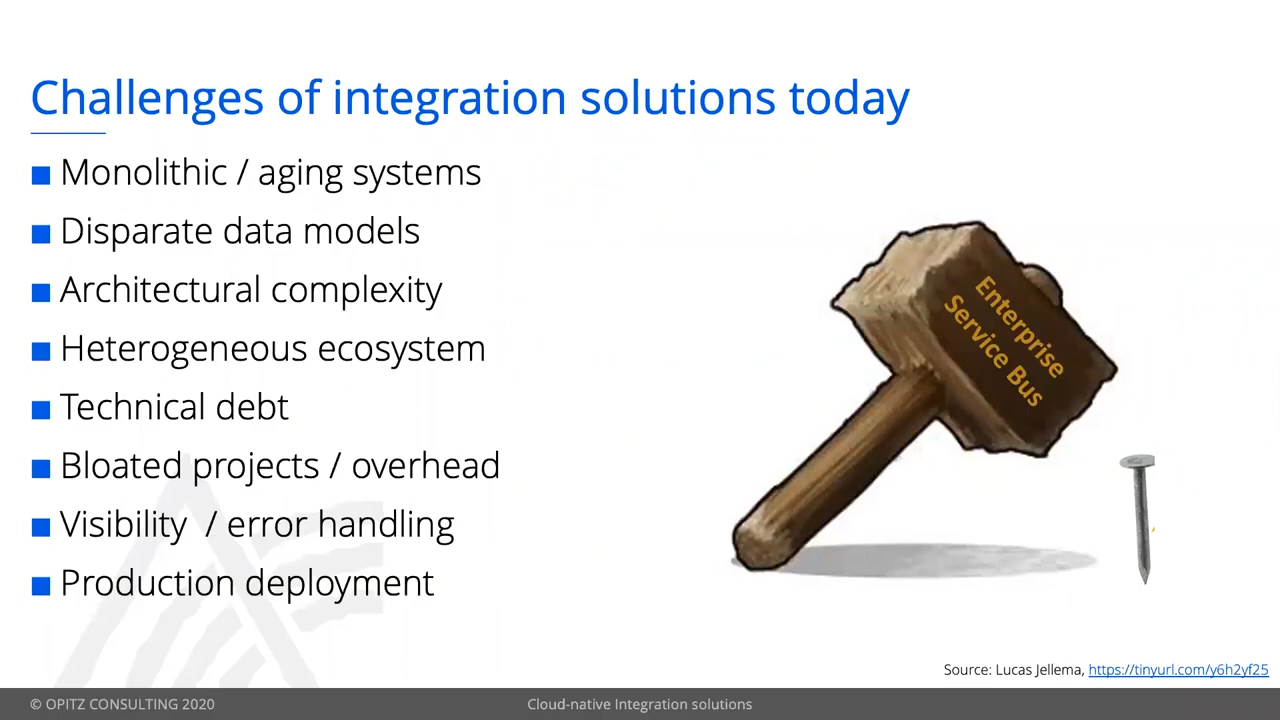 Challenges of integration solutions today
Monolithic / aging systems
Disparate data models
Architectural complexity
Heterogeneous ecosystem
Technical debt
Bloated projects / overhead
Visibility / error handling
Production deployment
Enterprise
Service Bus
Source: Lucas Jellema, https://tinyurl.com/y6h2yf25
© OPITZ CONSULTING 2020
Cloud-native Integration solutions